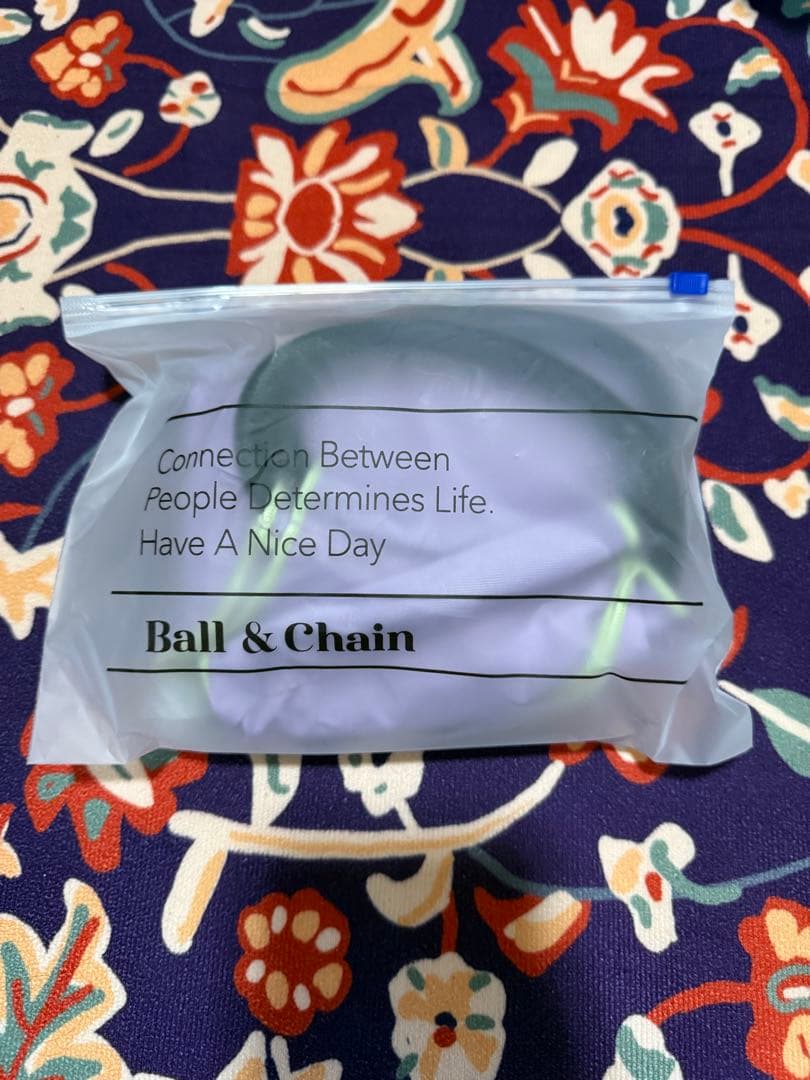 Connection Between
People Determines Life.
Have A Nice Day
Ball & Chain